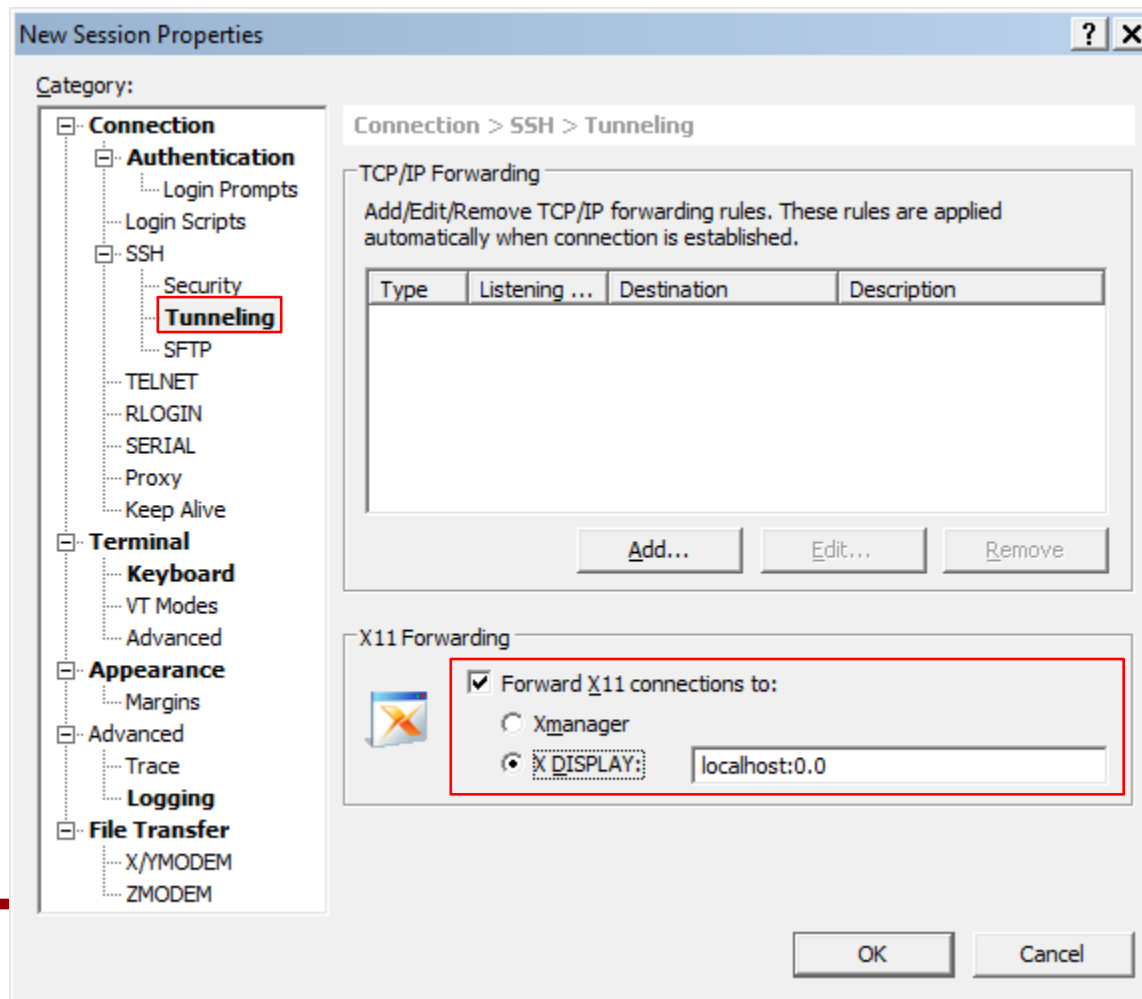 New Session Properties
Category:
Connection
Authentication
Login Prompts
Login Scripts
SSH
Security
Tunneling
SFTP
TELNET
RLOGIN
SERIAL
Proxy
Keep Alive
Terminal
Keyboard
VT Modes
Advanced
Appearance
Margins
Advanced
Trace
Logging
File Transfer
X/YMODEM
ZMODEM
Connection > SSH > Tunneling
TCP/IP Forwarding
Add/Edit/Remove TCP/IP forwarding rules. These rules are applied
automatically when connection is established.
Type Listening ... Destination Description
Add... Edit... Remove
X11 Forwarding
Forward X11 connections to:
Xmanager
X DISPLAY: localhost:0.0
OK Cancel